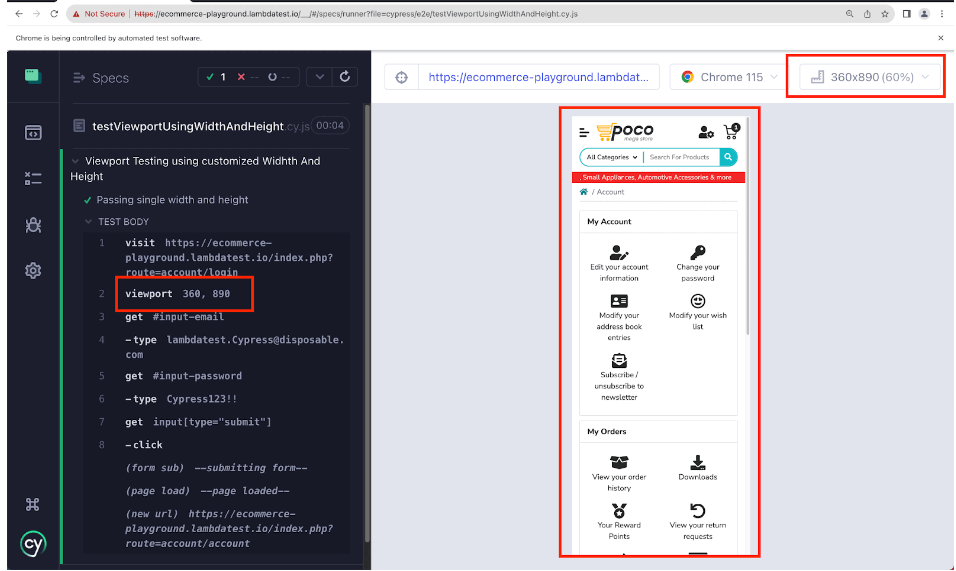 Not Secure | https://ecommerce-playground.lambdatest.io/__/#/specs/runner?file=cypress/e2e/testViewportUsingWidthAndHeight.cy.js
Chrome is being controlled by automated test software.
Specs
1
--
--
testViewportUsingWidthAndHeight.cy.js
00:04
Viewport Testing using customized Widhth And
Height
Passing single width and height
TEST BODY
1 visit https://ecommerce-
playground.lambdatest.io/index.php?
route=account/login
2 viewport 360, 890
3 get #input-email
4 -type lambdatest.Cypress@disposable.
com
5 get #input-password
6 -type Cypress123!!
7 get input[type="submit"]
8 -click
(form sub) --submitting form--
(page load) --page loaded--
(new url) https://ecommerce-
playground.lambdatest.io/index.php?
route=account/account
cy
https://ecommerce-playground.lambdat...
Chrome 115
360x890 (60%)
poco
mega store
All Categories
Search For Products
, Small Appliances, Automotive Accessories & more
/ Account
My Account
Edit your account
information
Change your
password
Modify your
address book
entries
Modify your wish
list
Subscribe /
unsubscribe to
newsletter
My Orders
View your order
history
Downloads
Your Reward
Points
View your return
requests